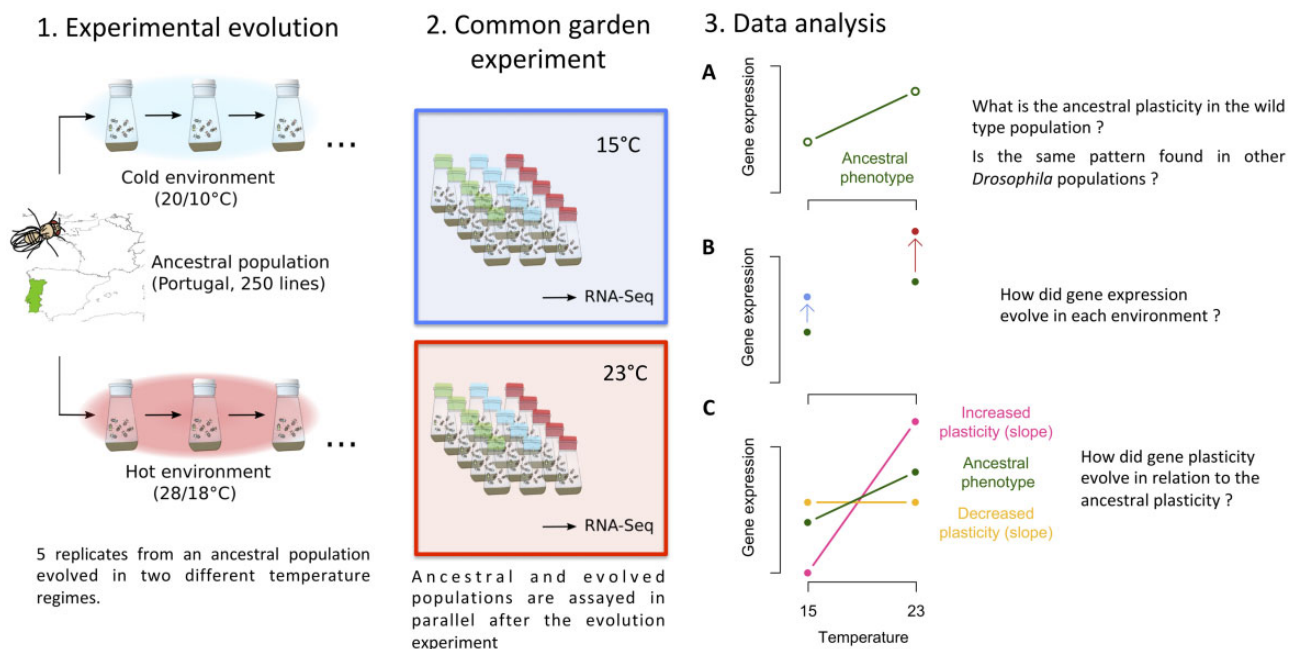 1. Experimental evolution
Cold environment
(20/10°C)
Ancestral population
(Portugal, 250 lines)
Hot environment
(28/18°C)
...
...
5 replicates from an ancestral population
evolved in two different temperature
regimes.
2. Common garden
experiment
15°C
RNA-Seq
23°C
RNA-Seq
Ancestral and evolved
populations are assayed in
parallel after the evolution
experiment
3. Data analysis
A
Gene expression
Ancestral
phenotype
What is the ancestral plasticity in the wild
type population ?
Is the same pattern found in other
Drosophila populations ?
B
Gene expression
How did gene expression
evolve in each environment ?
C
Gene expression
Increased
plasticity (slope)
Ancestral
phenotype
Decreased
plasticity (slope)
How did gene plasticity
evolve in relation to the
ancestral plasticity ?
15
23
Temperature